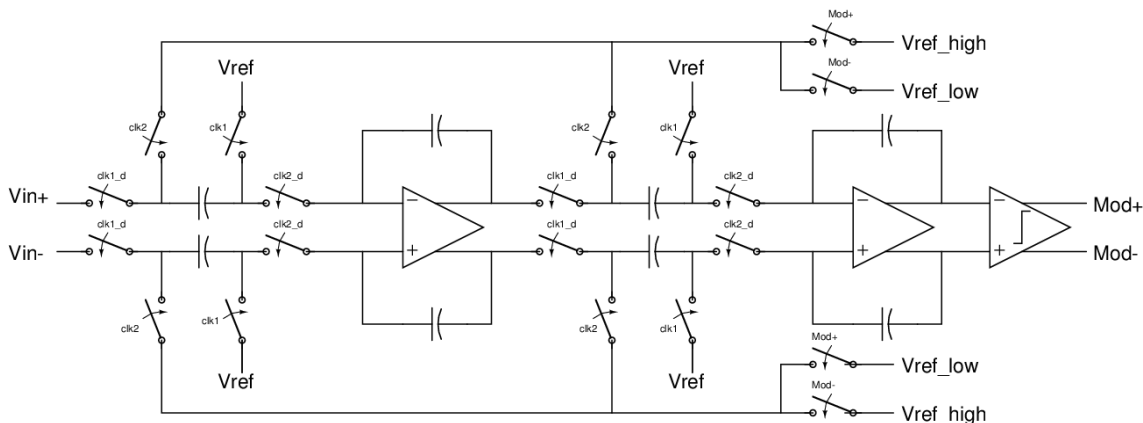 Mod+
Vref_high
Mod-
Vref_low
Vref
Vref
clk2
clk1
clk2
clk1
clk1_d
clk2_d
clk1_d
clk2_d
Vin+
−
−
−
Mod+
clk1_d
clk2_d
clk1_d
clk2_d
Vin-
+
+
+
Mod-
clk2
clk1
clk2
clk1
Mod+
Vref_low
Vref
Vref
Mod-
Vref_high